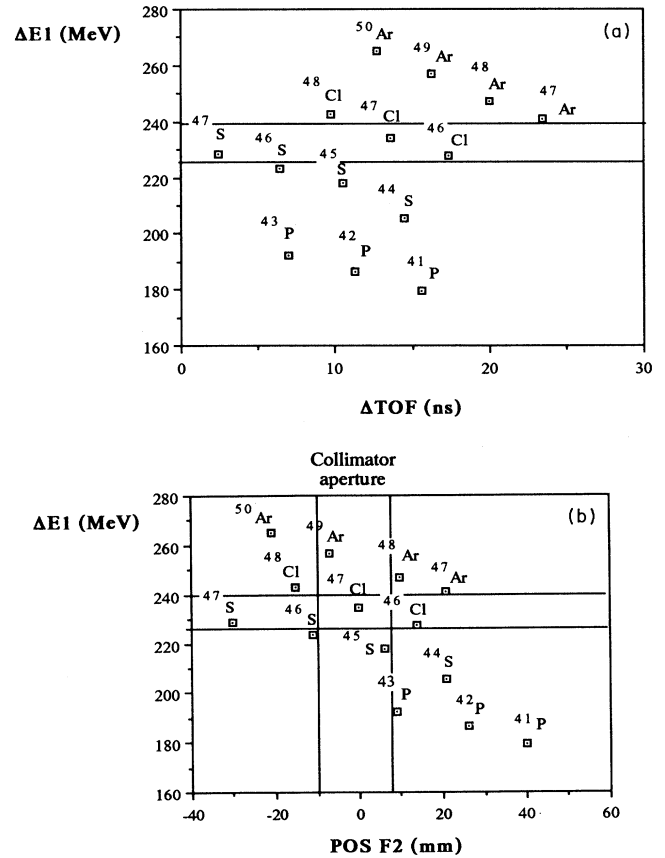 ΔE1 (MeV)
280
260
240
220
200
180
160
(a)
50 Ar
49 Ar
48 Ar
47 Ar
48 Cl
47 Cl
46 Cl
47 S
46 S
45 S
44 S
43 P
42 P
41 P
0 10 20 30
ΔTOF (ns)
Collimator
aperture
ΔE1 (MeV)
280
260
240
220
200
180
160
(b)
50 Ar
49 Ar
48 Ar
47 Ar
48 Cl
47 Cl
46 Cl
47 S
46 S
45 S
44 S
43 P
42 P
41 P
-40 -20 0 20 40 60
POS F2 (mm)